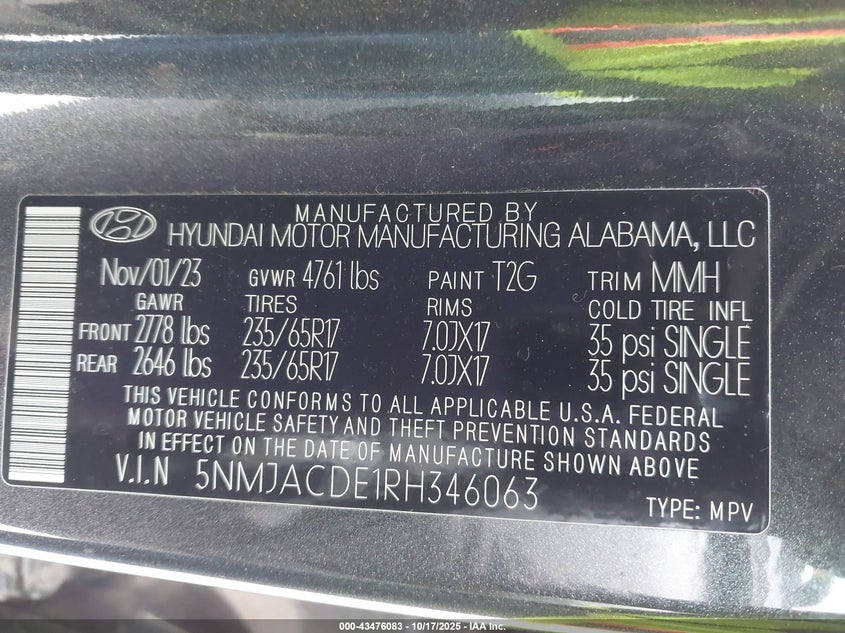 MANUFACTURED BY
HYUNDAI MOTOR MANUFACTURING ALABAMA, LLC
Nov/01/23 GVWR 4761 lbs PAINT T2G TRIM MMH
GAWR TIRES RIMS COLD TIRE INFL
FRONT 2778 lbs 235/65R17 7.0JX17 35 psi SINGLE
REAR 2646 lbs 235/65R17 7.0JX17 35 psi SINGLE
THIS VEHICLE CONFORMS TO ALL APPLICABLE U.S.A. FEDERAL
MOTOR VEHICLE SAFETY AND THEFT PREVENTION STANDARDS
IN EFFECT ON THE DATE OF MANUFACTURE SHOWN ABOVE
V.I.N 5NMJACDE1RH346063
TYPE: MPV
000-43476083 - 10/17/2025 - IAA Inc.